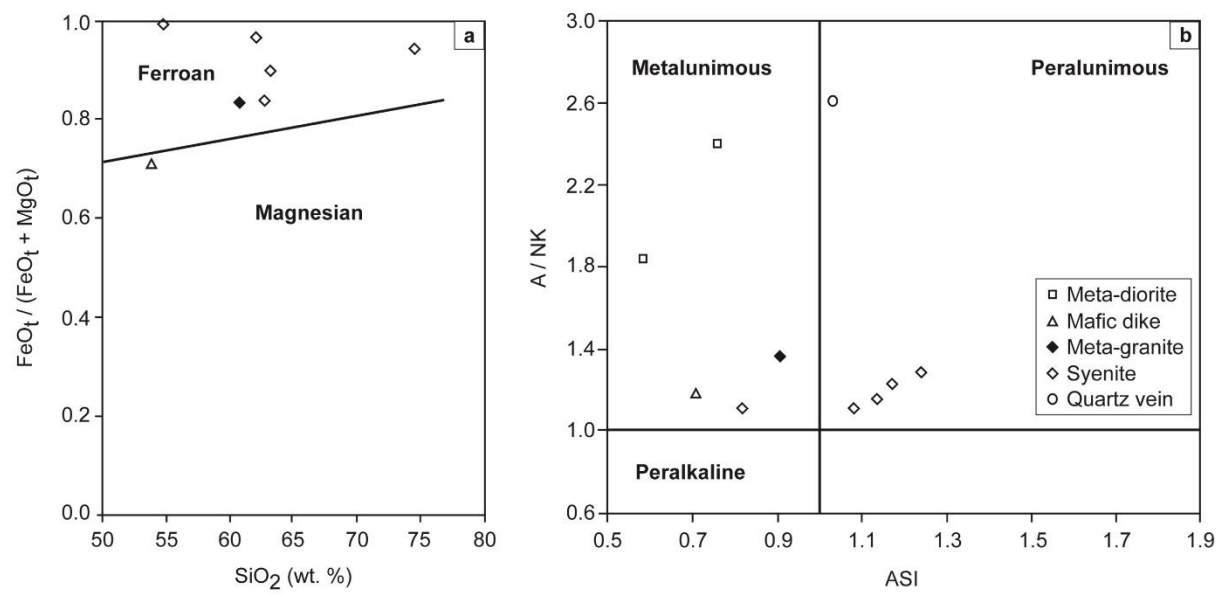 a
Ferroan
Magnesian
1.0
0.8
0.6
0.4
0.2
0.0
50
55
60
65
70
75
80
FeOt / (FeOt + MgOt)
SiO2 (wt. %)
b
Metalunimous
Peralunimous
Peralkaline
3.0
2.6
2.2
1.8
1.4
1.0
0.6
0.5
0.7
0.9
1.1
1.3
1.5
1.7
1.9
A / NK
ASI
Meta-diorite
Mafic dike
Meta-granite
Syenite
Quartz vein